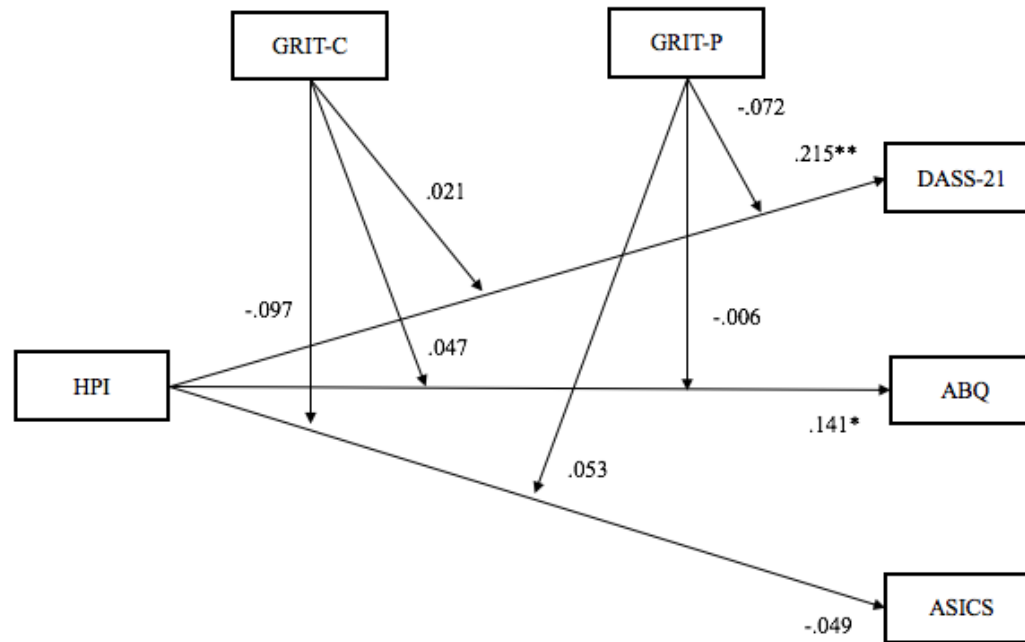 GRIT-C
GRIT-P
-.072
.215**
DASS-21
.021
-.097
-.006
.047
HPI
ABQ
.141*
.053
ASICS
-.049